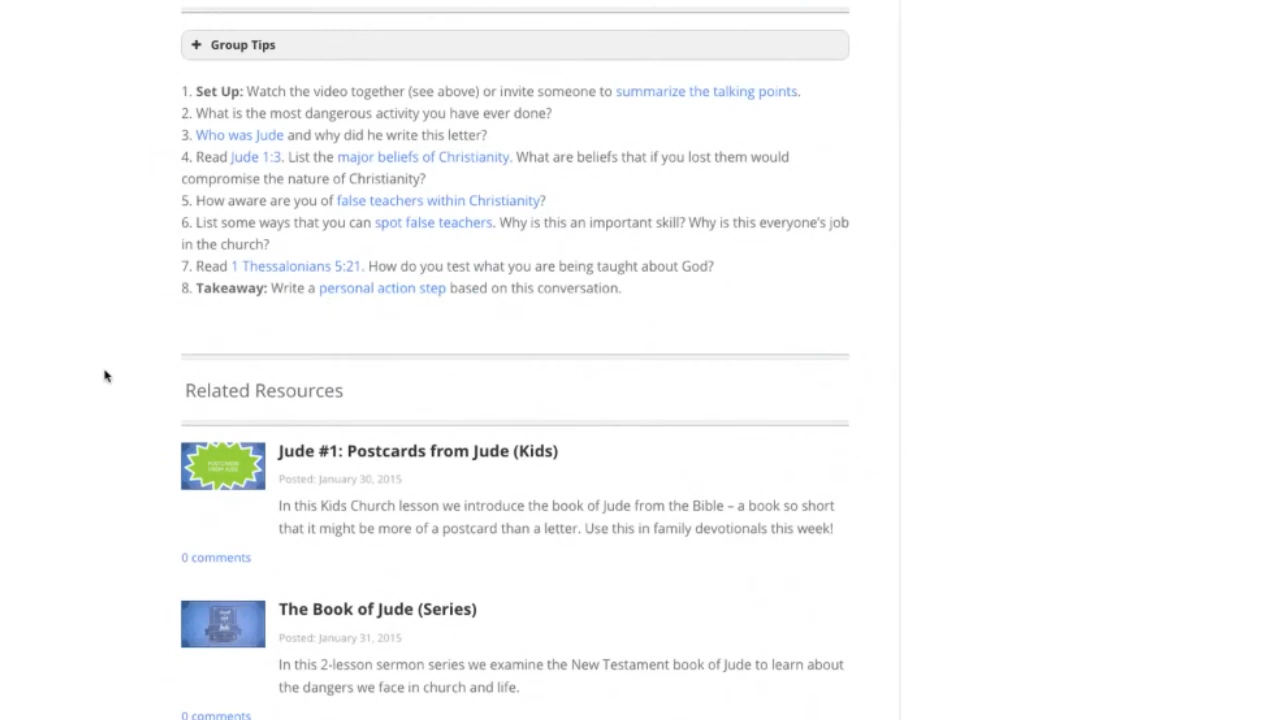 + Group Tips
1. Set Up: Watch the video together (see above) or invite someone to summarize the talking points.
2. What is the most dangerous activity you have ever done?
3. Who was Jude and why did he write this letter?
4. Read Jude 1:3. List the major beliefs of Christianity. What are beliefs that if you lost them would
compromise the nature of Christianity?
5. How aware are you of false teachers within Christianity?
6. List some ways that you can spot false teachers. Why is this an important skill? Why is this everyone's job
in the church?
7. Read 1 Thessalonians 5:21. How do you test what you are being taught about God?
8. Takeaway: Write a personal action step based on this conversation.
Related Resources
POSTCARDS
FROM JUDE
Jude #1: Postcards from Jude (Kids)
Posted: January 30, 2015
In this Kids Church lesson we introduce the book of Jude from the Bible – a book so short
that it might be more of a postcard than a letter. Use this in family devotionals this week!
0 comments
The Book of Jude (Series)
Posted: January 31, 2015
In this 2-lesson sermon series we examine the New Testament book of Jude to learn about
the dangers we face in church and life.
0 comments